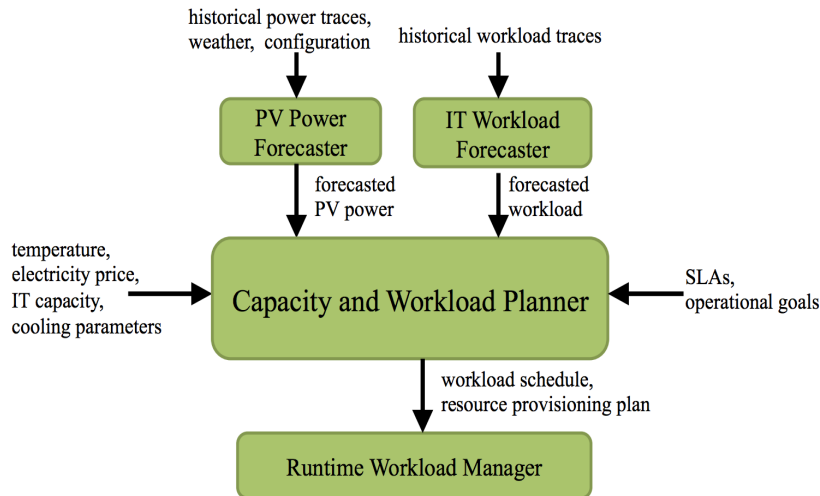 historical power traces,
weather,  configuration
historical workload traces
PV Power
Forecaster
IT Workload
Forecaster
forecasted
PV power
forecasted
workload
temperature,
electricity price,
IT capacity,
cooling parameters
Capacity and Workload Planner
SLAs,
operational goals
workload schedule,
resource provisioning plan
Runtime Workload Manager